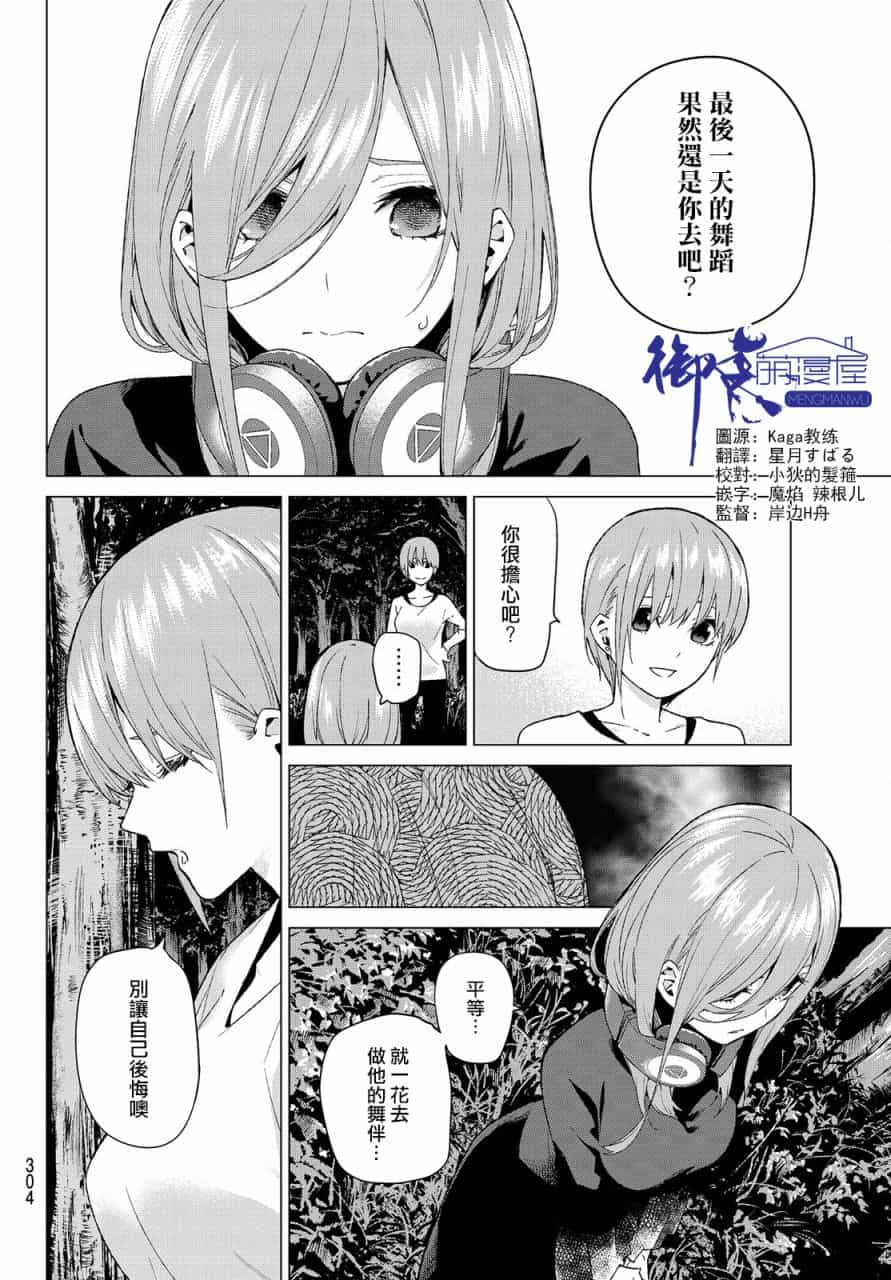 最後一天的舞蹈
果然還是你去吧？
御宅萌漫屋
MENGMANWU
圖源：Kaga教练
翻譯：星月すばる
校對：小狄的髮箍
嵌字：魔焰 辣根儿
監督：岸边H舟
你很擔心吧？
……
平等…
就一花去
做他的舞伴…
別讓自己後悔噢
304